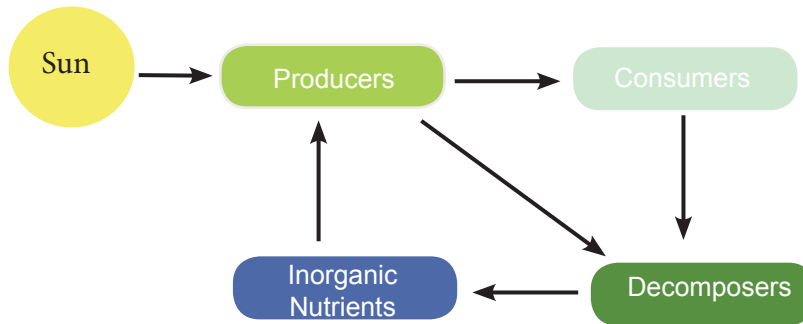 Sun
Producers
Consumers
Inorganic
Nutrients
Decomposers